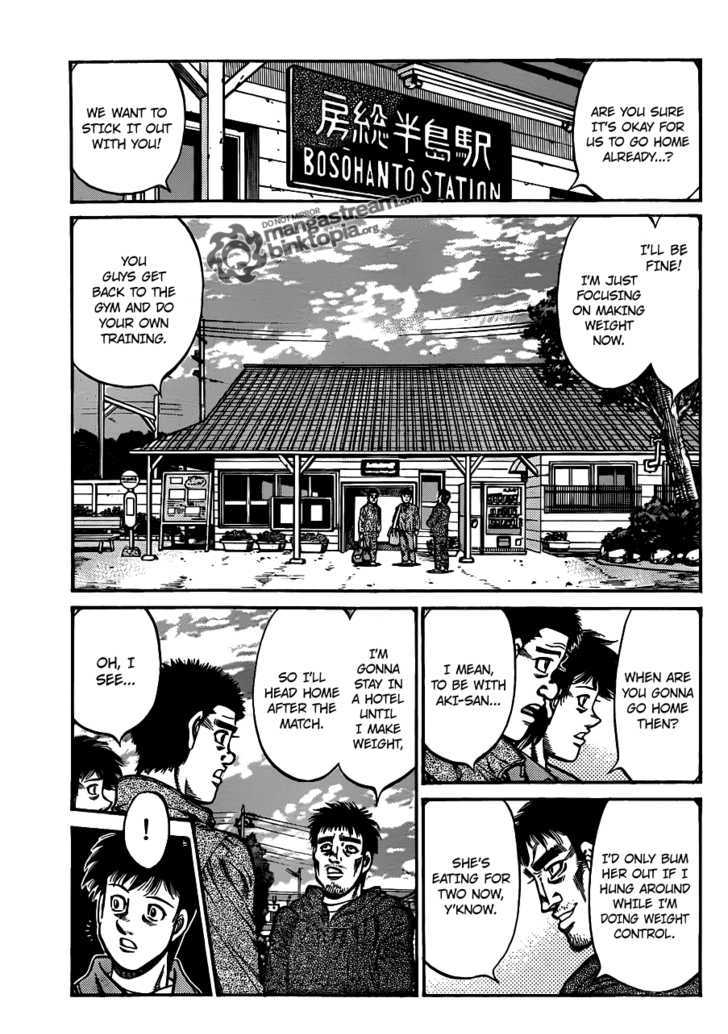 ARE YOU SURE
IT'S OKAY FOR
US TO GO HOME
ALREADY...?
房総半島駅
BOSOHANTO STATION
WE WANT TO
STICK IT OUT
WITH YOU!
I'LL BE
FINE!
I'M JUST
FOCUSING
ON MAKING
WEIGHT
NOW.
DO NOT MIRROR
mangastream.com
binktopia.org
YOU
GUYS GET
BACK TO THE
GYM AND DO
YOUR OWN
TRAINING.
WHEN ARE
YOU GONNA
GO HOME
THEN?
I MEAN,
TO BE WITH
AKI-SAN...
I'D ONLY BUM
HER OUT IF I
HUNG AROUND
WHILE I'M
DOING WEIGHT
CONTROL.
SHE'S
EATING FOR
TWO NOW,
Y'KNOW.
I'M
GONNA
STAY IN
A HOTEL
UNTIL
I MAKE
WEIGHT,
SO I'LL
HEAD HOME
AFTER THE
MATCH.
OH, I
SEE...
!